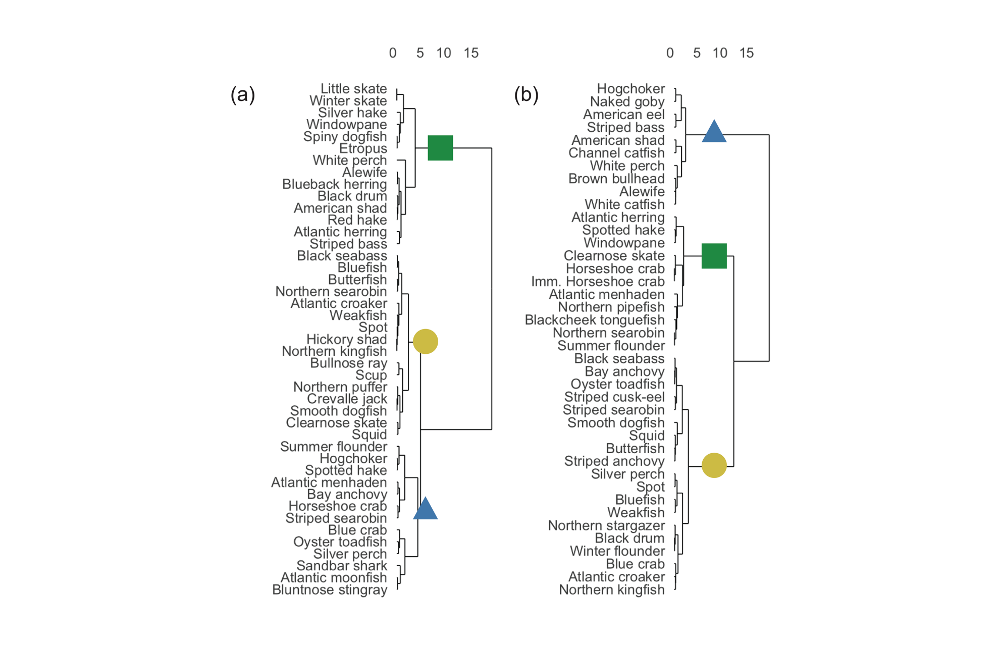 0 5 10 15
(a)
Little skate
Winter skate
Silver hake
Windowpane
Spiny dogfish
Etropus
White perch
Alewife
Blueback herring
Black drum
American shad
Red hake
Atlantic herring
Striped bass
Black seabass
Bluefish
Butterfish
Northern searobin
Atlantic croaker
Weakfish
Spot
Hickory shad
Northern kingfish
Bullnose ray
Scup
Northern puffer
Crevalle jack
Smooth dogfish
Clearnose skate
Squid
Summer flounder
Hogchoker
Spotted hake
Atlantic menhaden
Bay anchovy
Horseshoe crab
Striped searobin
Blue crab
Oyster toadfish
Silver perch
Sandbar shark
Atlantic moonfish
Bluntnose stingray
0 5 10 15
(b)
Hogchoker
Naked goby
American eel
Striped bass
American shad
Channel catfish
White perch
Brown bullhead
Alewife
White catfish
Atlantic herring
Spotted hake
Windowpane
Clearnose skate
Horseshoe crab
Imm. Horseshoe crab
Atlantic menhaden
Northern pipefish
Blackcheek tonguefish
Northern searobin
Summer flounder
Black seabass
Bay anchovy
Oyster toadfish
Striped cusk-eel
Striped searobin
Smooth dogfish
Squid
Butterfish
Striped anchovy
Silver perch
Spot
Bluefish
Weakfish
Northern stargazer
Black drum
Winter flounder
Blue crab
Atlantic croaker
Northern kingfish